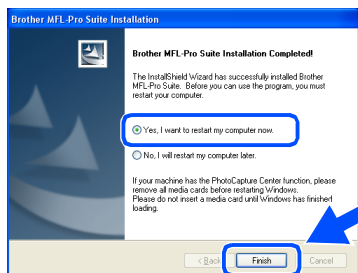 Brother MFL-Pro Suite Installation
Brother MFL-Pro Suite Installation Completed!
The InstallShield Wizard has successfully installed Brother
MFL-Pro Suite. Before you can use the program, you must
restart your computer.
Yes, I want to restart my computer now.
No, I will restart my computer later.
If your machine has the PhotoCapture Center function, please
remove all media cards before restarting Windows.
Please do not insert a media card until Windows has finished
loading.
< Back Finish Cancel